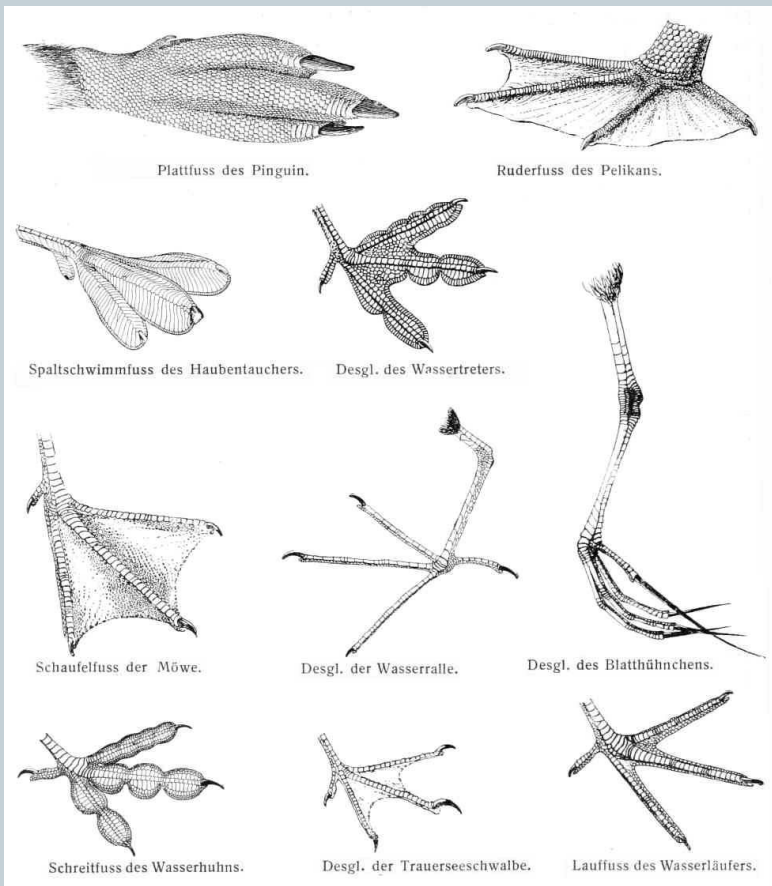 Plattfuss des Pinguin.
Ruderfuss des Pelikans.
Spaltschwimmfuss des Haubentauchers.
Desgl. des Wassertreters.
Schaufelfuss der Möwe.
Desgl. der Wasserralle.
Desgl. des Blatthühnchens.
Schreitfuss des Wasserhuhns.
Desgl. der Trauerseeschwalbe.
Lauffuss des Wasserläufers.